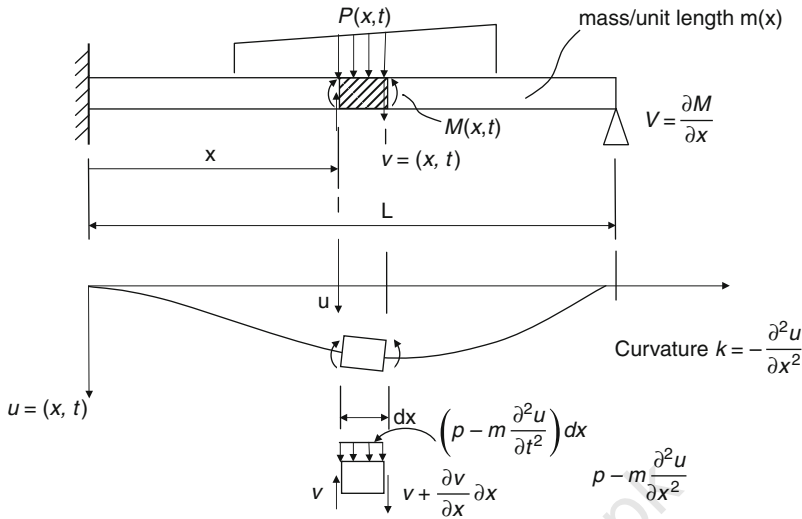 P(x,t)
mass/unit length m(x)
M(x,t)
V = ∂M/∂x
v = (x, t)
x
L
u
Curvature k = − ∂²u/∂x²
u = (x, t)
dx
(p − m ∂²u/∂t²) dx
v
v + ∂v/∂x ∂x
p − m ∂²u/∂x²